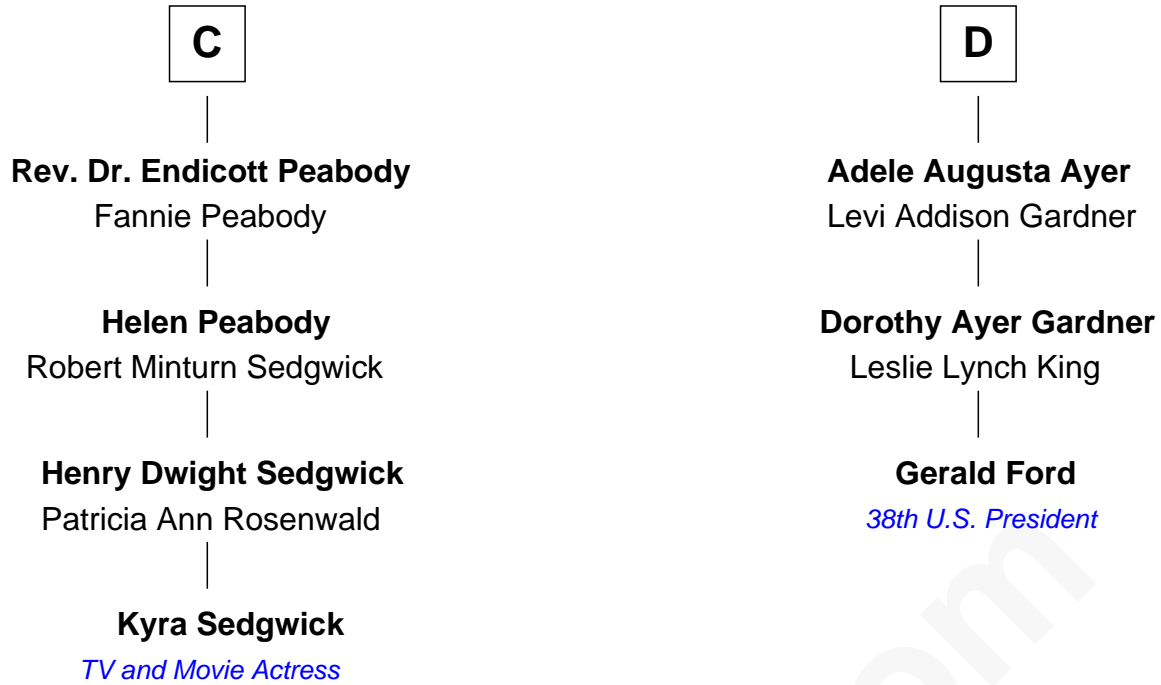 C
Rev. Dr. Endicott Peabody
Fannie Peabody
Helen Peabody
Robert Minturn Sedgwick
Henry Dwight Sedgwick
Patricia Ann Rosenwald
Kyra Sedgwick
TV and Movie Actress
D
Adele Augusta Ayer
Levi Addison Gardner
Dorothy Ayer Gardner
Leslie Lynch King
Gerald Ford
38th U.S. President
om